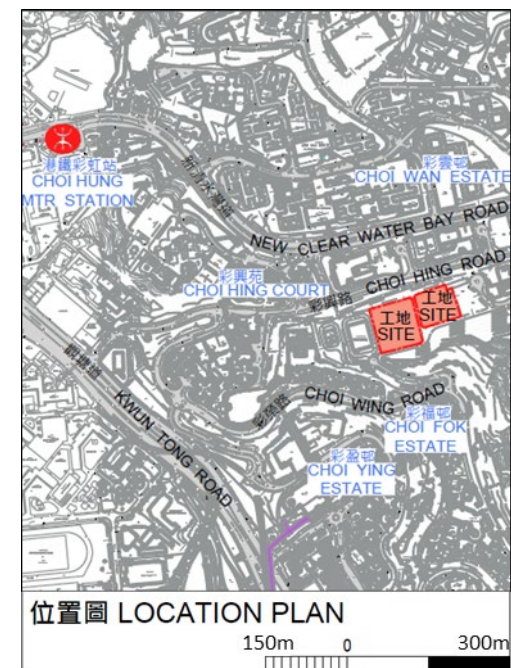 港鐵彩虹站
CHOI HUNG
MTR STATION
彩雲邨
CHOI WAN ESTATE
新清水灣道
NEW CLEAR WATER BAY ROAD
彩興苑
CHOI HING COURT
彩興路
CHOI HING ROAD
工地
SITE
工地
SITE
觀塘道
KWUN TONG ROAD
彩榮路
CHOI WING ROAD
彩福邨
CHOI FOK
ESTATE
彩盈邨
CHOI YING
ESTATE
位置圖 LOCATION PLAN
150m 0 300m